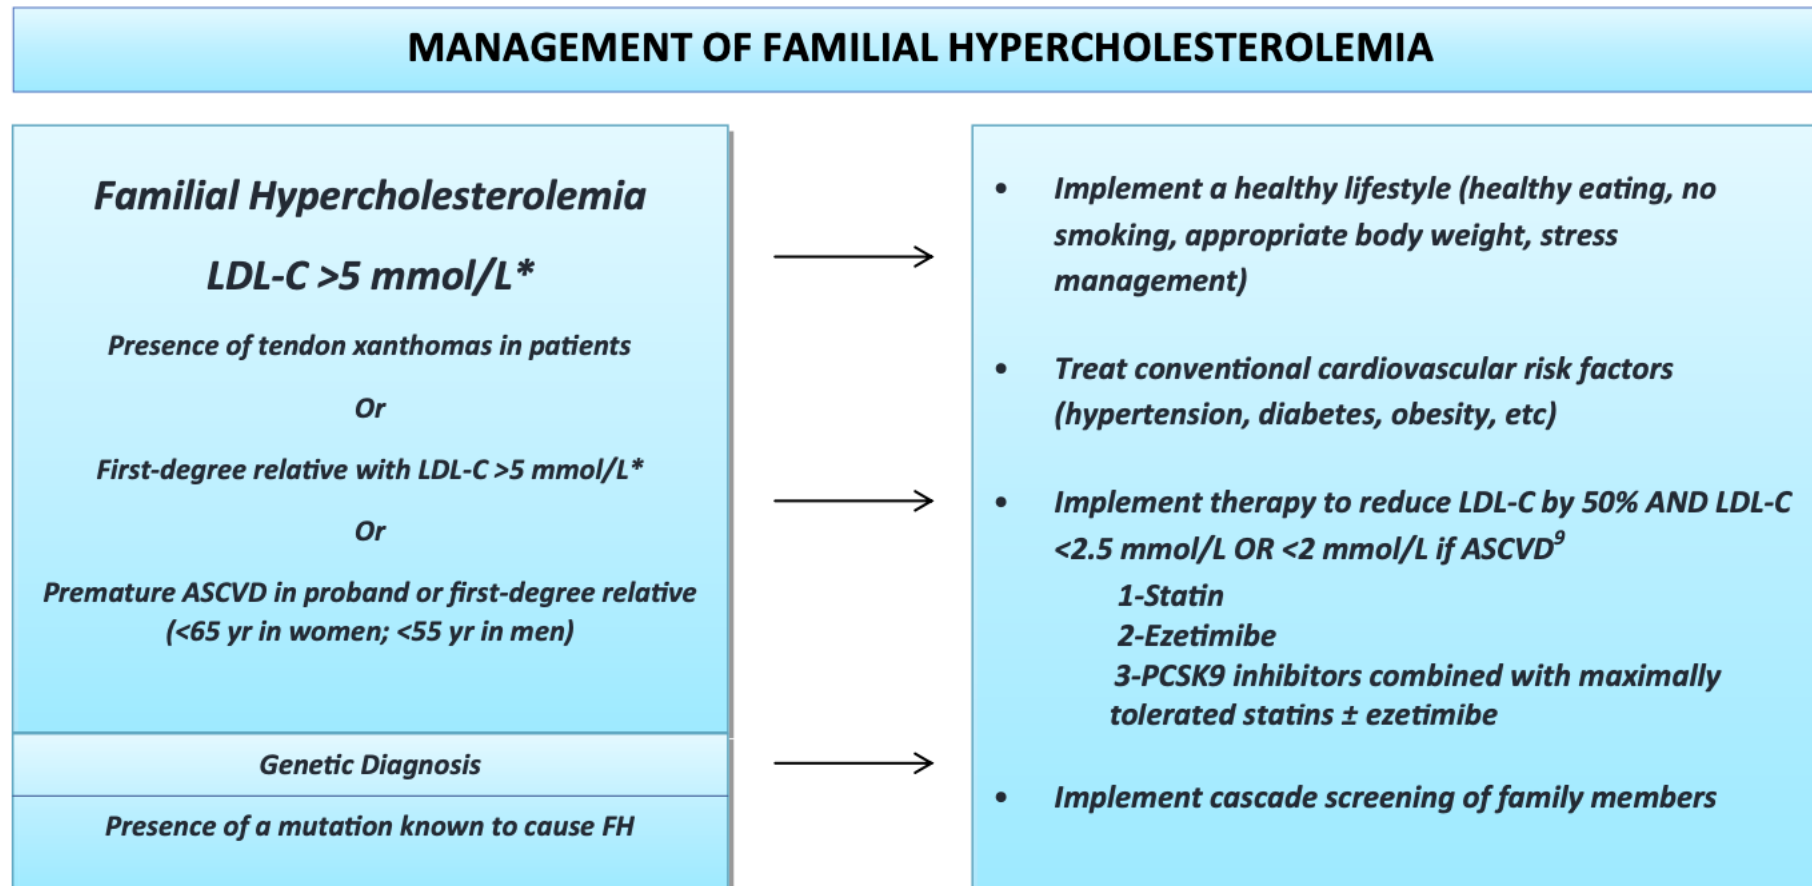 MANAGEMENT OF FAMILIAL HYPERCHOLESTEROLEMIA
Familial Hypercholesterolemia
LDL-C >5 mmol/L*
Presence of tendon xanthomas in patients
Or
First-degree relative with LDL-C >5 mmol/L*
Or
Premature ASCVD in proband or first-degree relative
(<65 yr in women; <55 yr in men)
Genetic Diagnosis
Presence of a mutation known to cause FH
• Implement a healthy lifestyle (healthy eating, no
smoking, appropriate body weight, stress
management)
• Treat conventional cardiovascular risk factors
(hypertension, diabetes, obesity, etc)
• Implement therapy to reduce LDL-C by 50% AND LDL-C
<2.5 mmol/L OR <2 mmol/L if ASCVD⁹
1-Statin
2-Ezetimibe
3-PCSK9 inhibitors combined with maximally
tolerated statins ± ezetimibe
• Implement cascade screening of family members